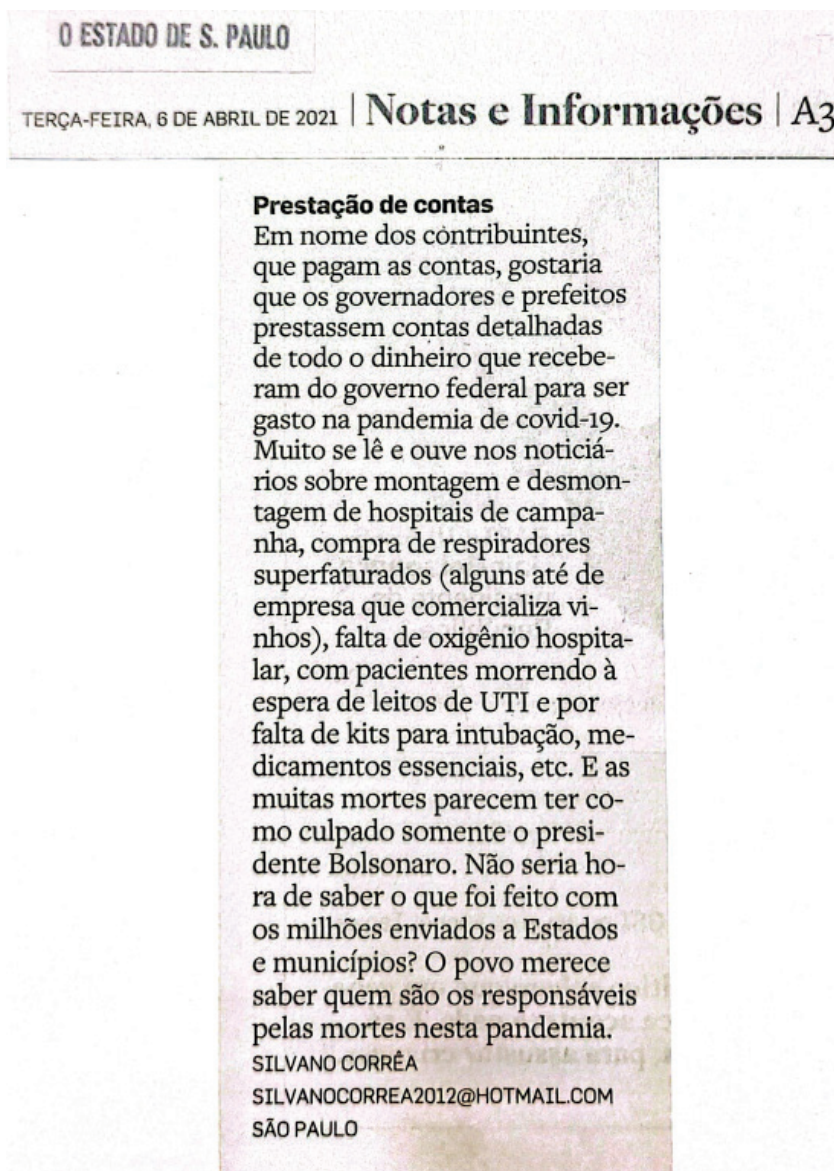 O ESTADO DE S. PAULO
TERÇA-FEIRA, 6 DE ABRIL DE 2021 | Notas e Informações | A3
Prestação de contas
Em nome dos contribuintes,
que pagam as contas, gostaria
que os governadores e prefeitos
prestassem contas detalhadas
de todo o dinheiro que recebe-
ram do governo federal para ser
gasto na pandemia de covid-19.
Muito se lê e ouve nos noticiá-
rios sobre montagem e desmon-
tagem de hospitais de campa-
nha, compra de respiradores
superfaturados (alguns até de
empresa que comercializa vi-
nhos), falta de oxigênio hospita-
lar, com pacientes morrendo à
espera de leitos de UTI e por
falta de kits para intubação, me-
dicamentos essenciais, etc. E as
muitas mortes parecem ter co-
mo culpado somente o presi-
dente Bolsonaro. Não seria ho-
ra de saber o que foi feito com
os milhões enviados a Estados
e municípios? O povo merece
saber quem são os responsáveis
pelas mortes nesta pandemia.
SILVANO CORRÊA
SILVANOCORREA2012@HOTMAIL.COM
SÃO PAULO